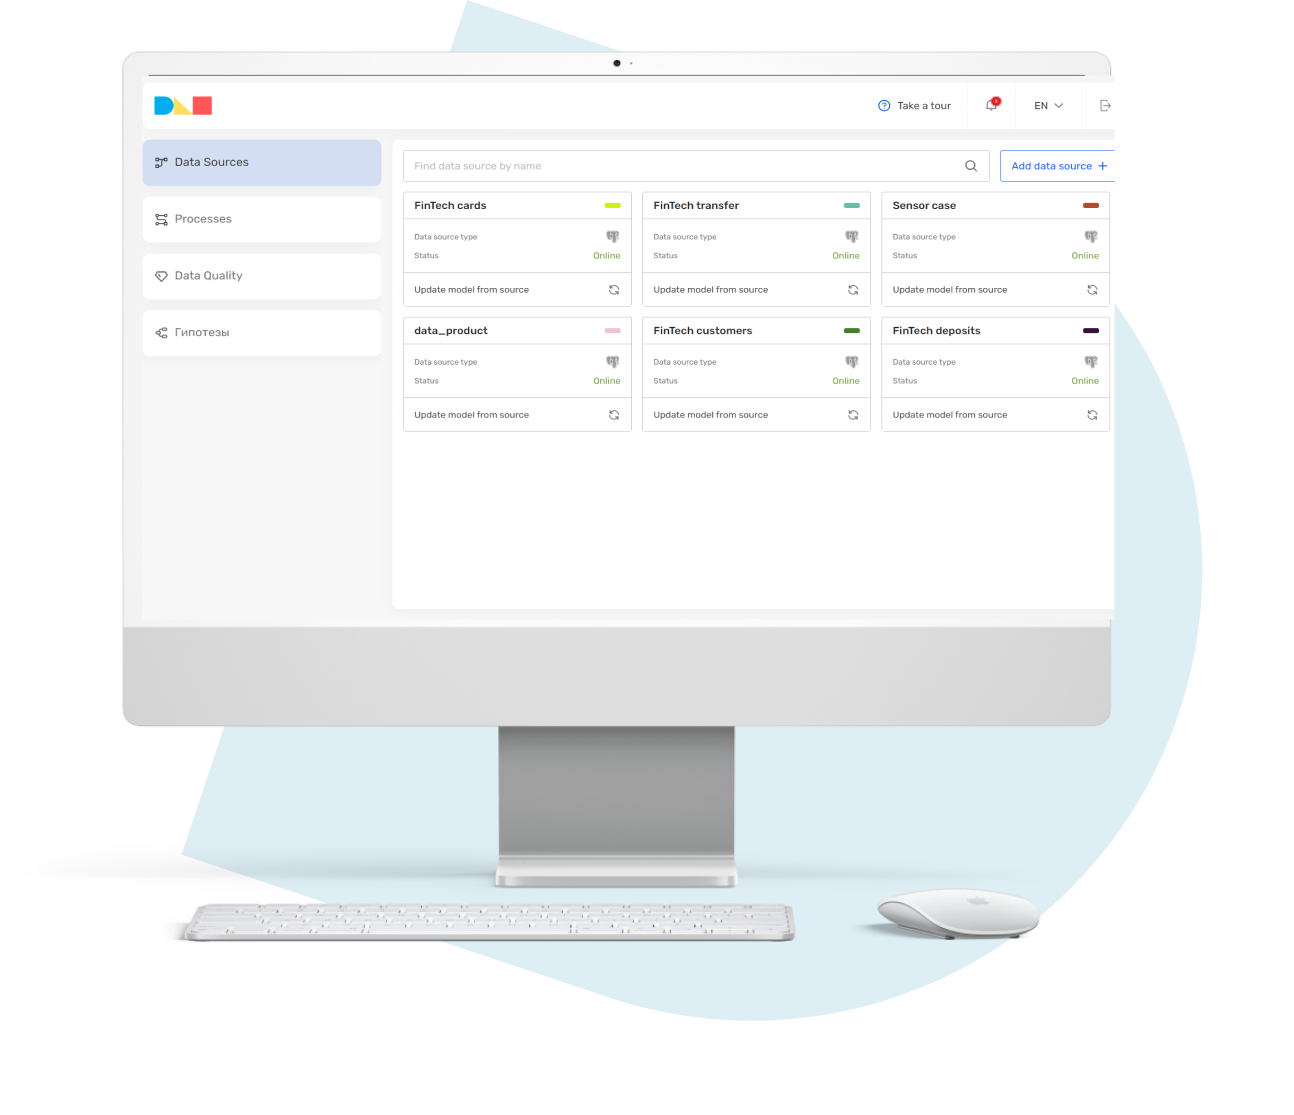 Take a tour
EN
Data Sources
Processes
Data Quality
Гипотезы
Find data source by name
Add data source +
FinTech cards
Data source type
Status Online
Update model from source
FinTech transfer
Data source type
Status Online
Update model from source
Sensor case
Data source type
Status Online
Update model from source
data_product
Data source type
Status Online
Update model from source
FinTech customers
Data source type
Status Online
Update model from source
FinTech deposits
Data source type
Status Online
Update model from source